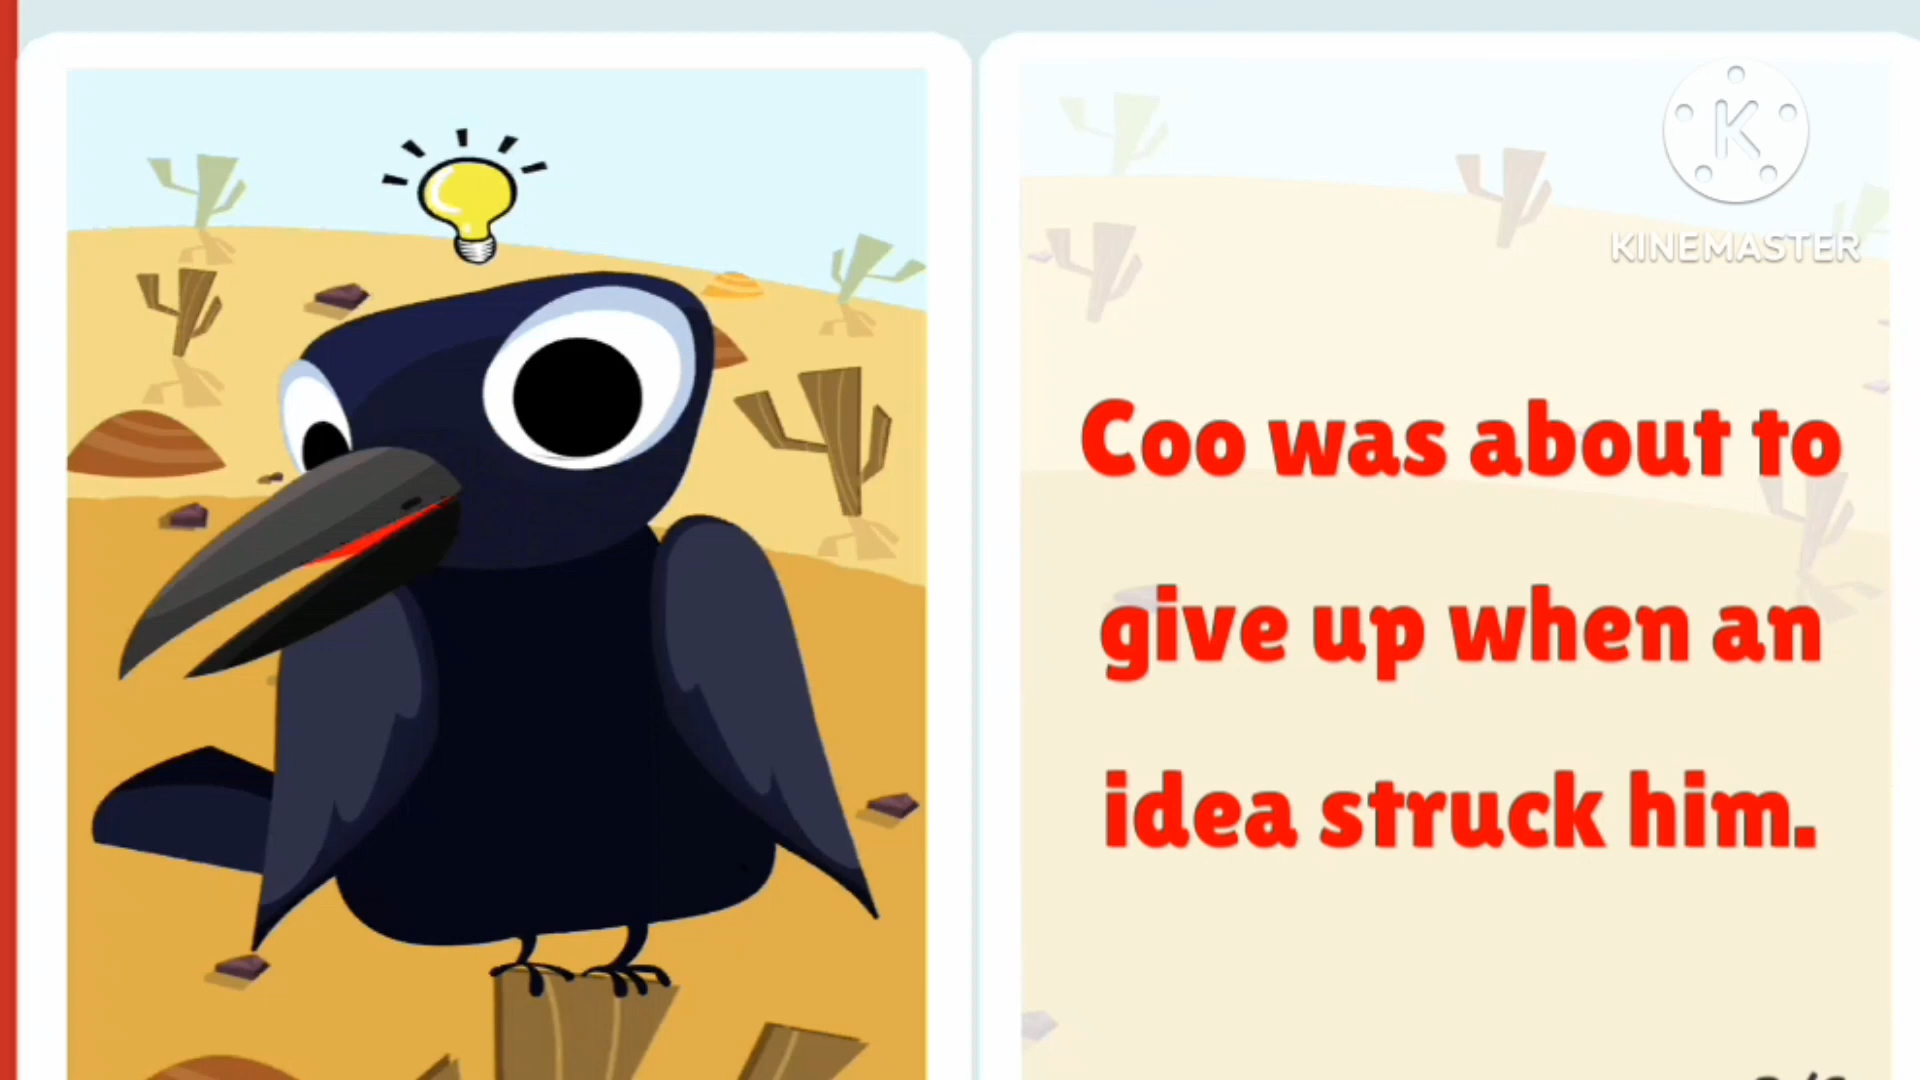 K
KINEMASTER
Coo was about to
give up when an
idea struck him.